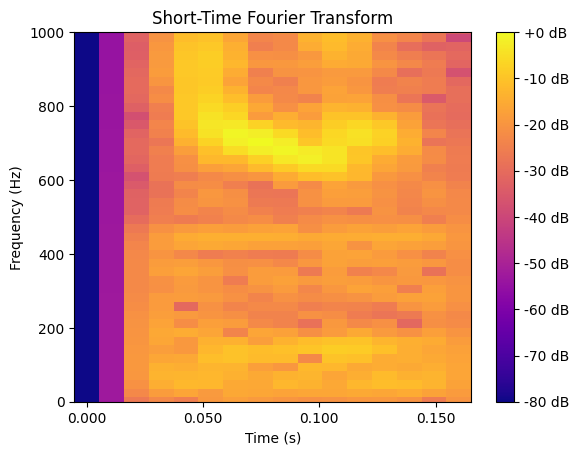 Short-Time Fourier Transform
1000
800
600
400
200
0
Frequency (Hz)
0.000
0.050
0.100
0.150
Time (s)
+0 dB
-10 dB
-20 dB
-30 dB
-40 dB
-50 dB
-60 dB
-70 dB
-80 dB